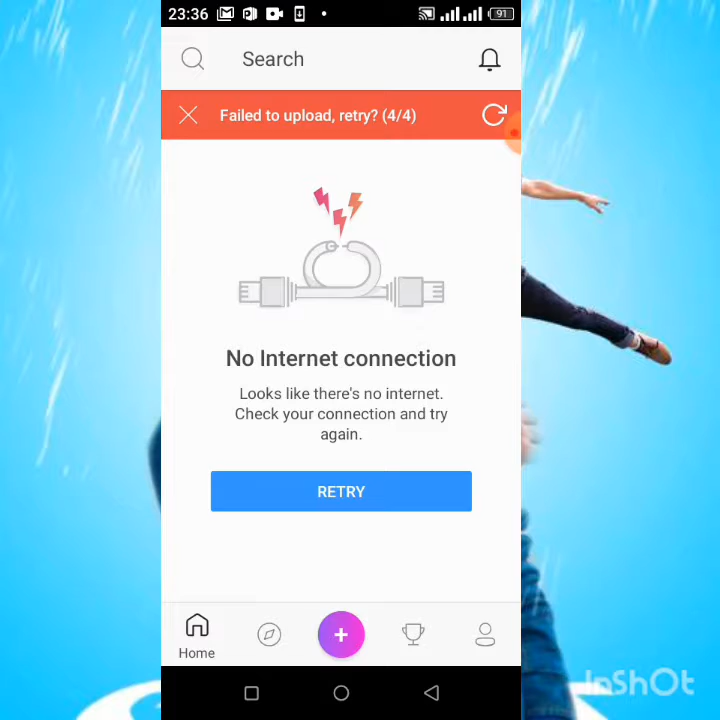 23:36
91
Search
Failed to upload, retry? (4/4)
No Internet connection
Looks like there's no internet.
Check your connection and try
again.
RETRY
Home
InShOt